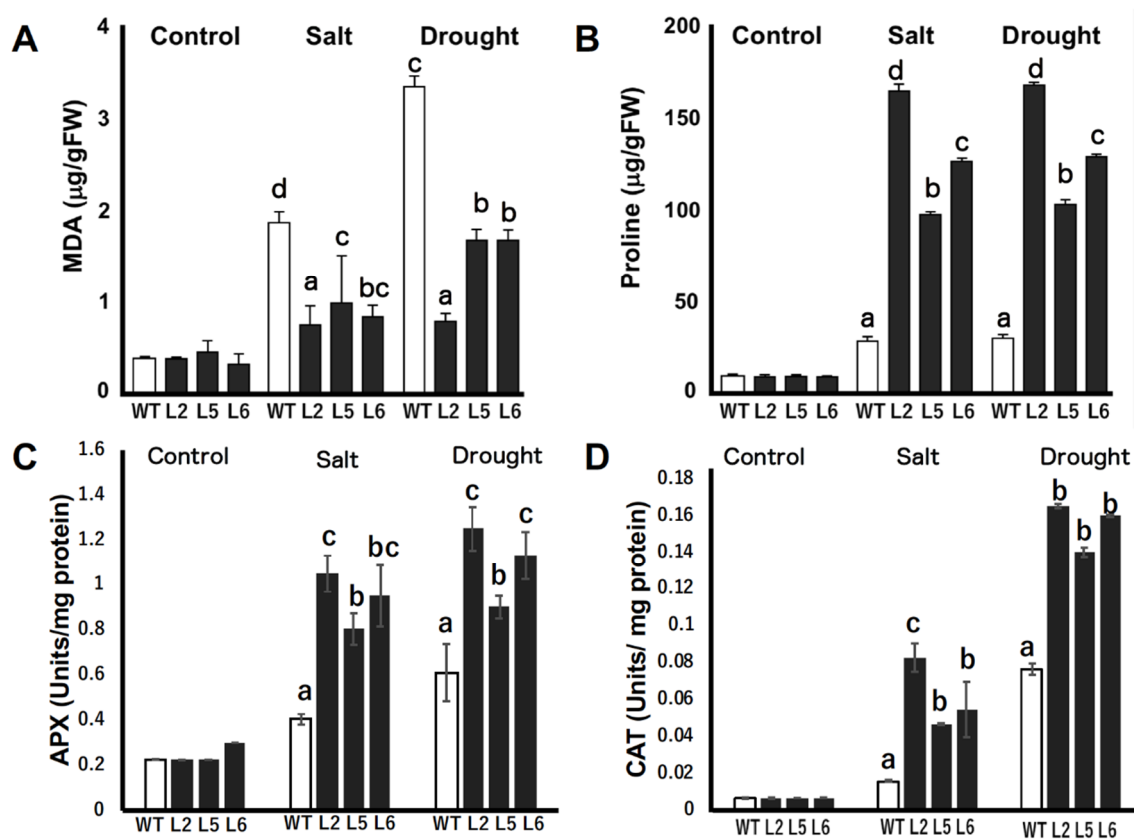 A
MDA (μg/gFW)
4
3
2
1
0
Control
Salt
Drought
d
a
c
bc
c
a
b
b
WT L2 L5 L6 WT L2 L5 L6 WT L2 L5 L6
B
Proline (μg/gFW)
200
150
100
50
0
Control
Salt
Drought
a
d
b
c
a
d
b
c
WT L2 L5 L6 WT L2 L5 L6 WT L2 L5 L6
C
APX (Units/mg protein)
1.6
1.4
1.2
1
0.8
0.6
0.4
0.2
0
Control
Salt
Drought
a
c
b
bc
a
c
b
c
WT L2 L5 L6 WT L2 L5 L6 WT L2 L5 L6
D
CAT (Units/ mg protein)
0.18
0.16
0.14
0.12
0.1
0.08
0.06
0.04
0.02
0
Control
Salt
Drought
a
c
b
b
a
b
b
b
WT L2 L5 L6 WT L2 L5 L6 WT L2 L5 L6